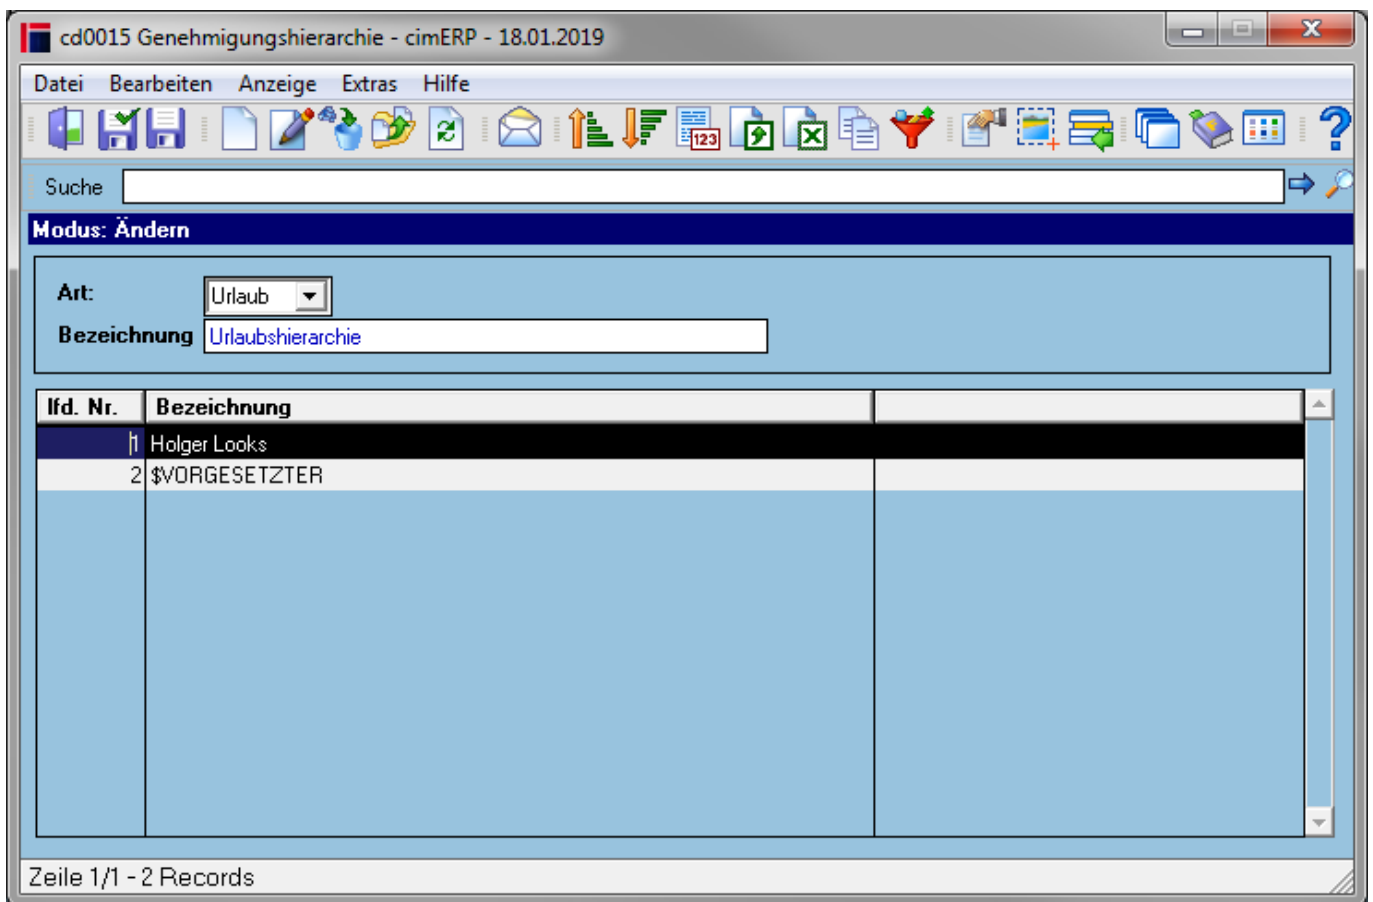 cd0015 Genehmigungshierarchie - cimERP - 18.01.2019
Datei Bearbeiten Anzeige Extras Hilfe
123
Suche
Modus: Ändern
Art: Urlaub
Bezeichnung Urlaubshierarchie
lfd. Nr. Bezeichnung
1 Holger Looks
2 $VORGESETZTER
Zeile 1/1 - 2 Records